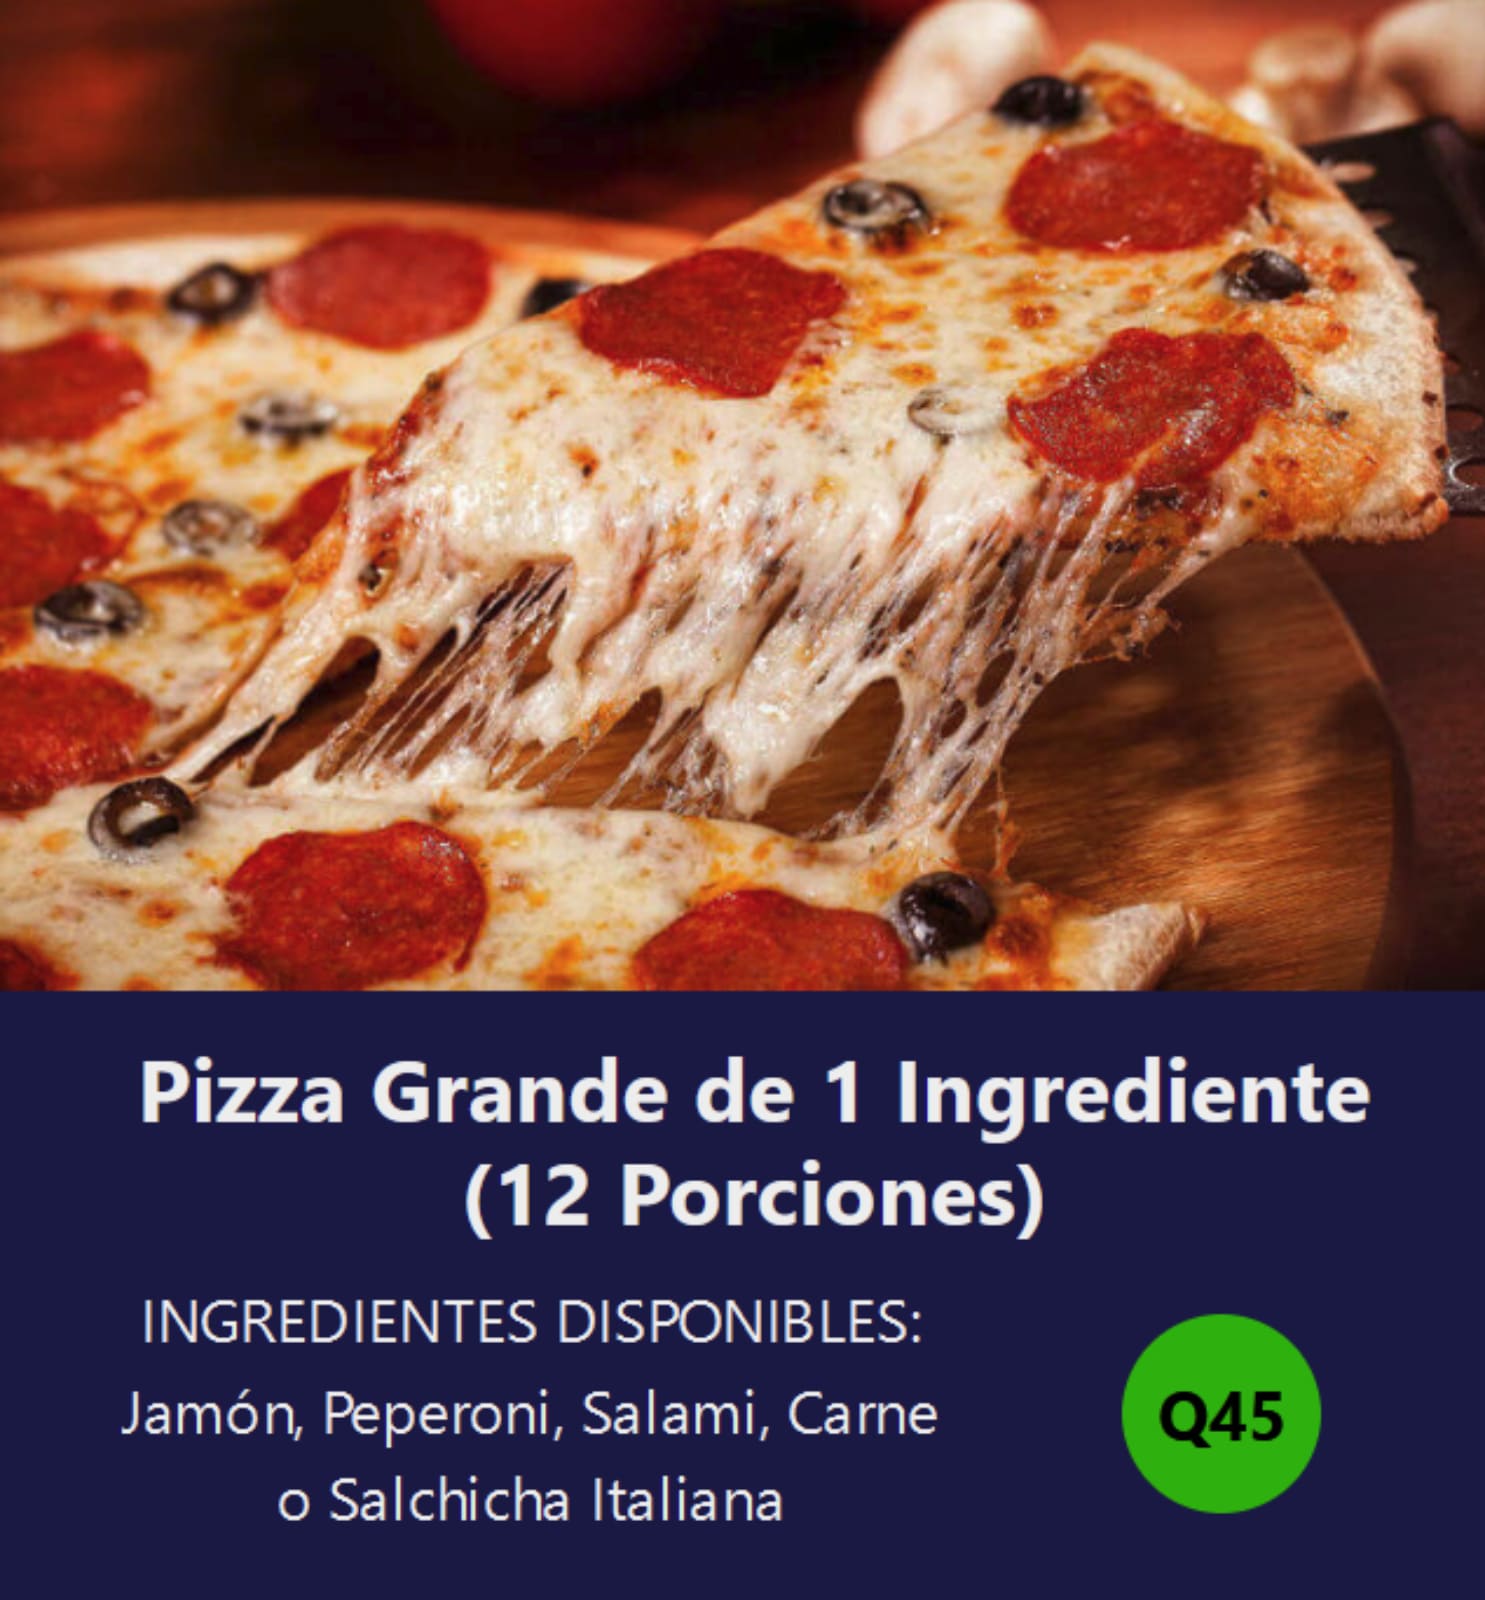 Pizza Grande de 1 Ingrediente
(12 Porciones)
INGREDIENTES DISPONIBLES:
Jamón, Peperoni, Salami, Carne
o Salchicha Italiana
Q45